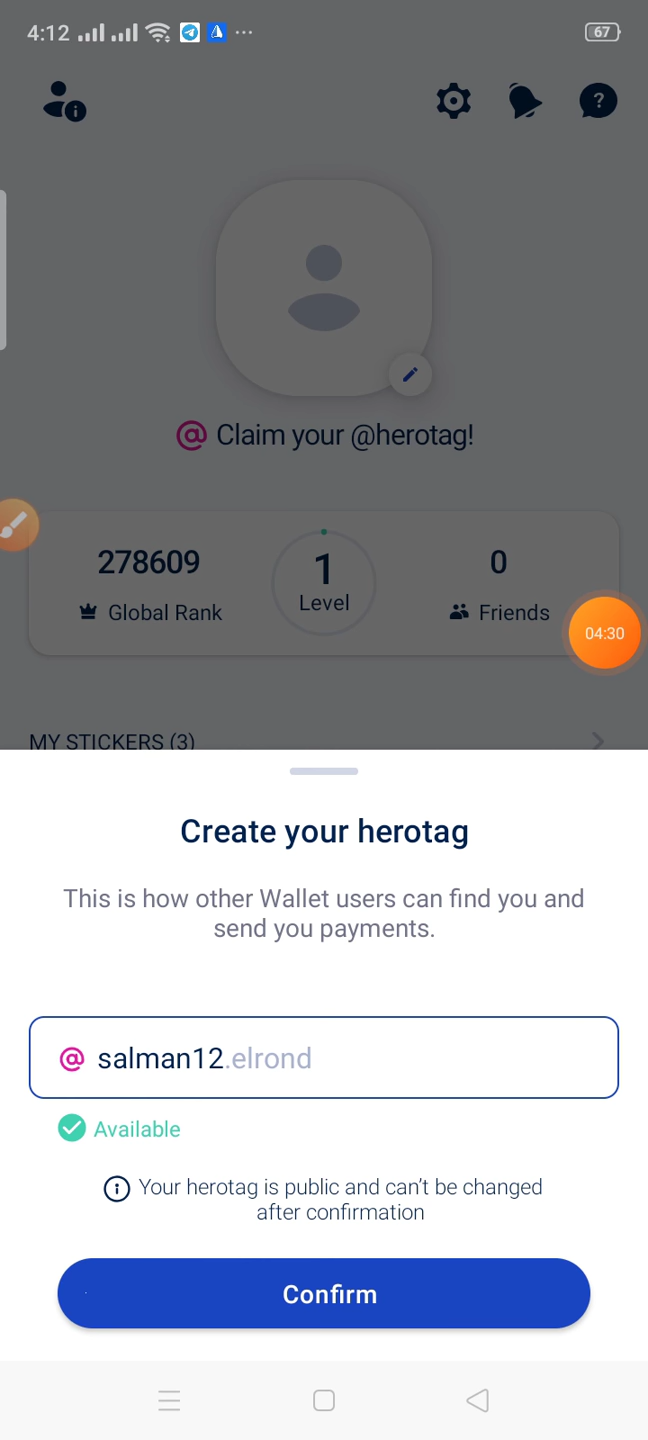 4:12 67
?
@ Claim your @herotag!
278609 1 0
Global Rank Level Friends
04:30
MY STICKERS (3)
Create your herotag
This is how other Wallet users can find you and
send you payments.
@ salman12.elrond
Available
Your herotag is public and can't be changed
after confirmation
Confirm